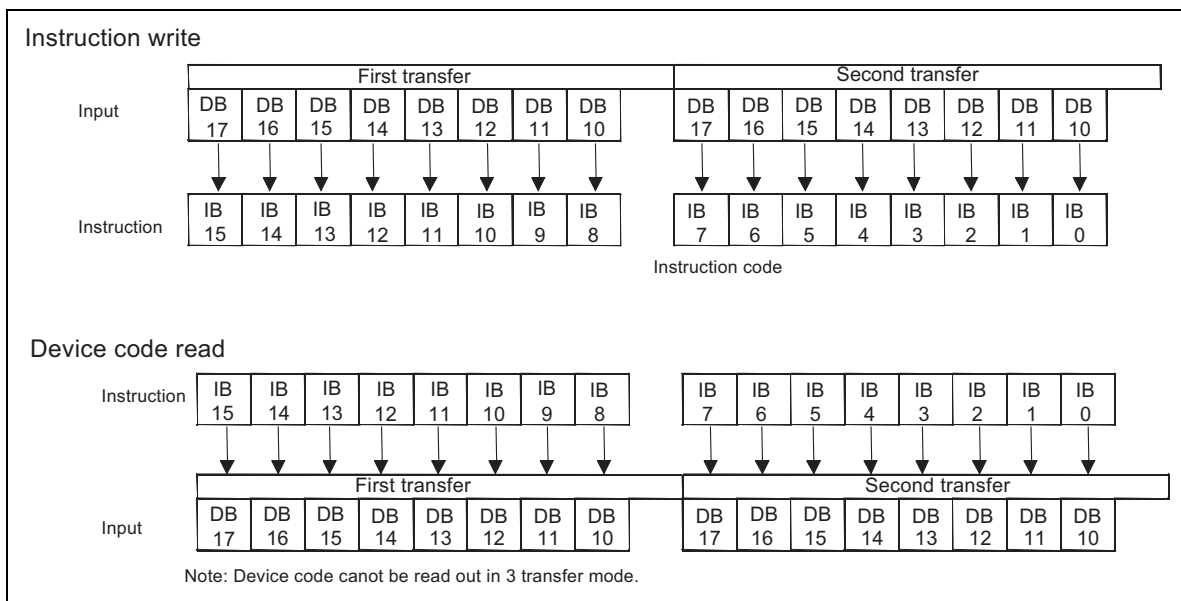 Instruction write
First transfer Second transfer
Input DB 17 DB 16 DB 15 DB 14 DB 13 DB 12 DB 11 DB 10 DB 17 DB 16 DB 15 DB 14 DB 13 DB 12 DB 11 DB 10
Instruction IB 15 IB 14 IB 13 IB 12 IB 11 IB 10 IB 9 IB 8 IB 7 IB 6 IB 5 IB 4 IB 3 IB 2 IB 1 IB 0
Instruction code
Device code read
Instruction IB 15 IB 14 IB 13 IB 12 IB 11 IB 10 IB 9 IB 8 IB 7 IB 6 IB 5 IB 4 IB 3 IB 2 IB 1 IB 0
First transfer Second transfer
Input DB 17 DB 16 DB 15 DB 14 DB 13 DB 12 DB 11 DB 10 DB 17 DB 16 DB 15 DB 14 DB 13 DB 12 DB 11 DB 10
Note: Device code canot be read out in 3 transfer mode.